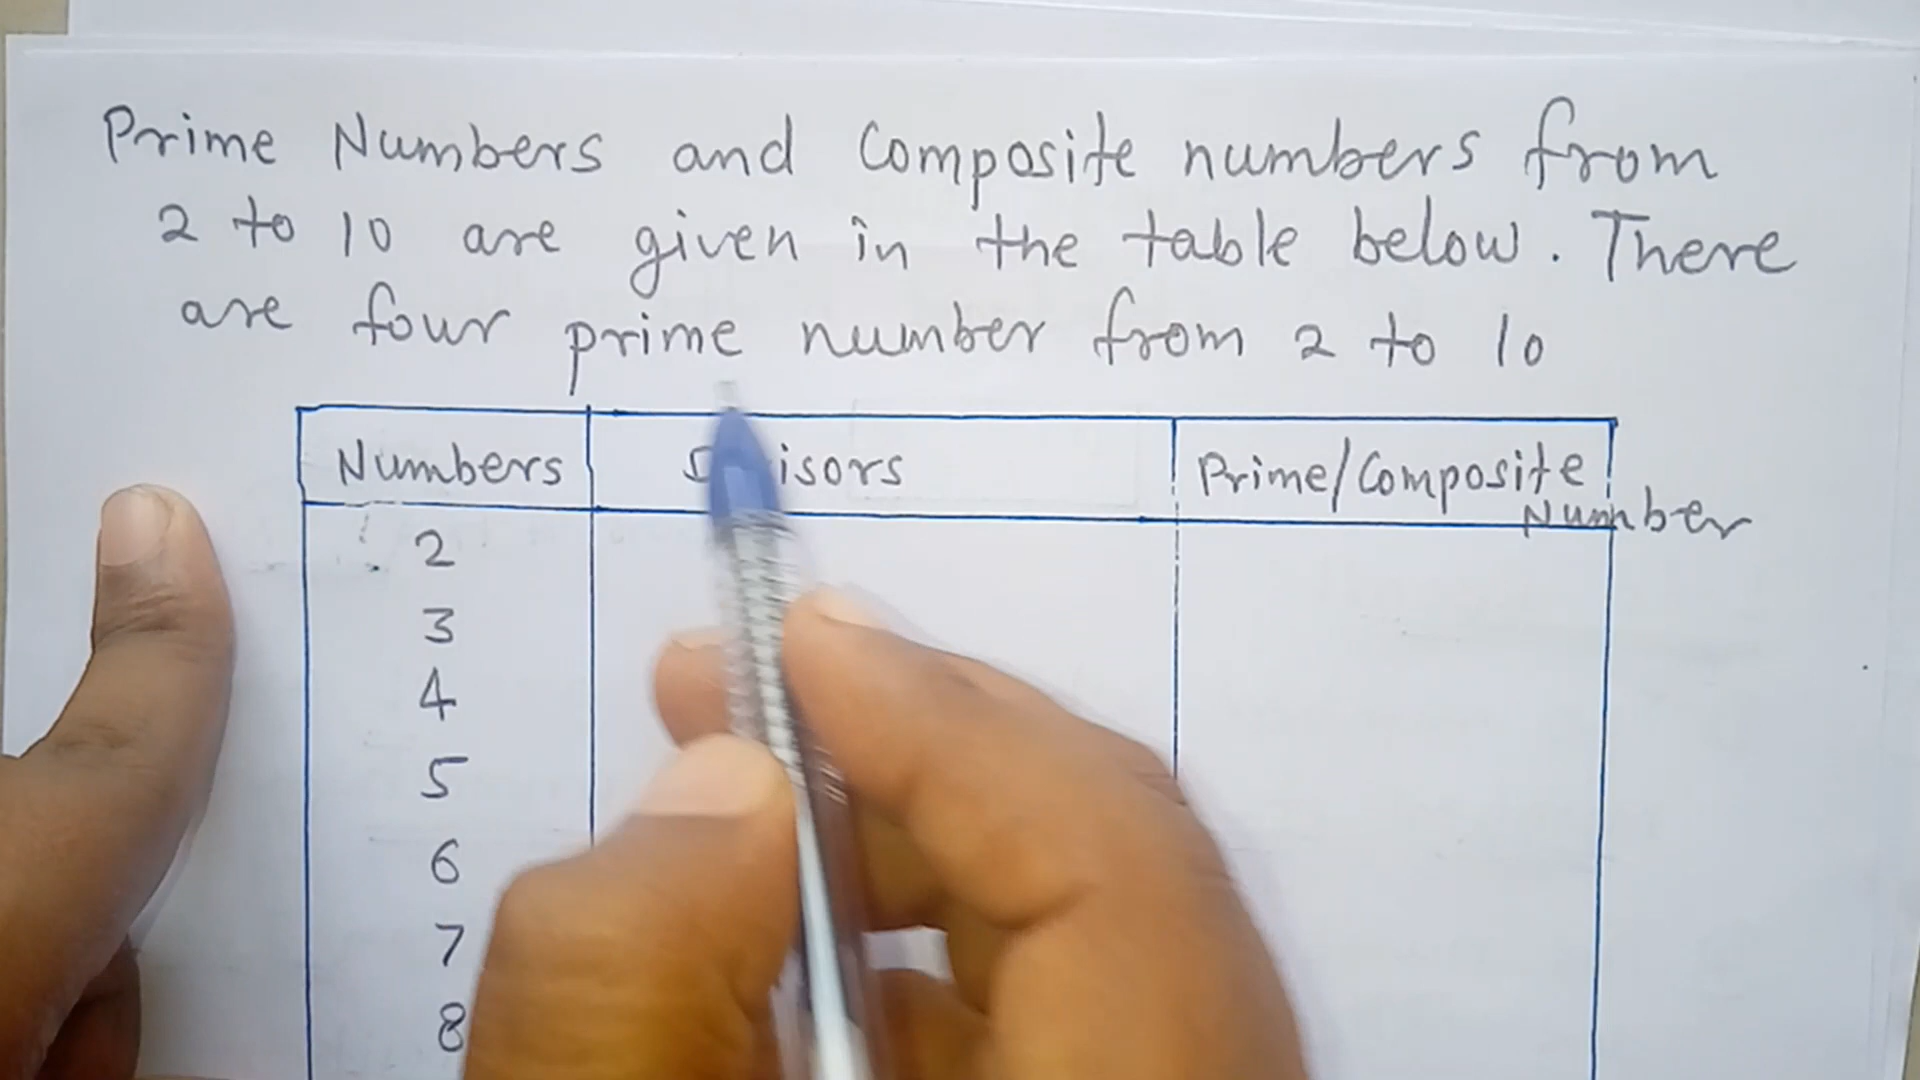 Prime Numbers and Composite numbers from
2 to 10 are given in the table below. There
are four prime number from 2 to 10
Numbers Prime/Composite
Number
2
3
4
5
6
7
8